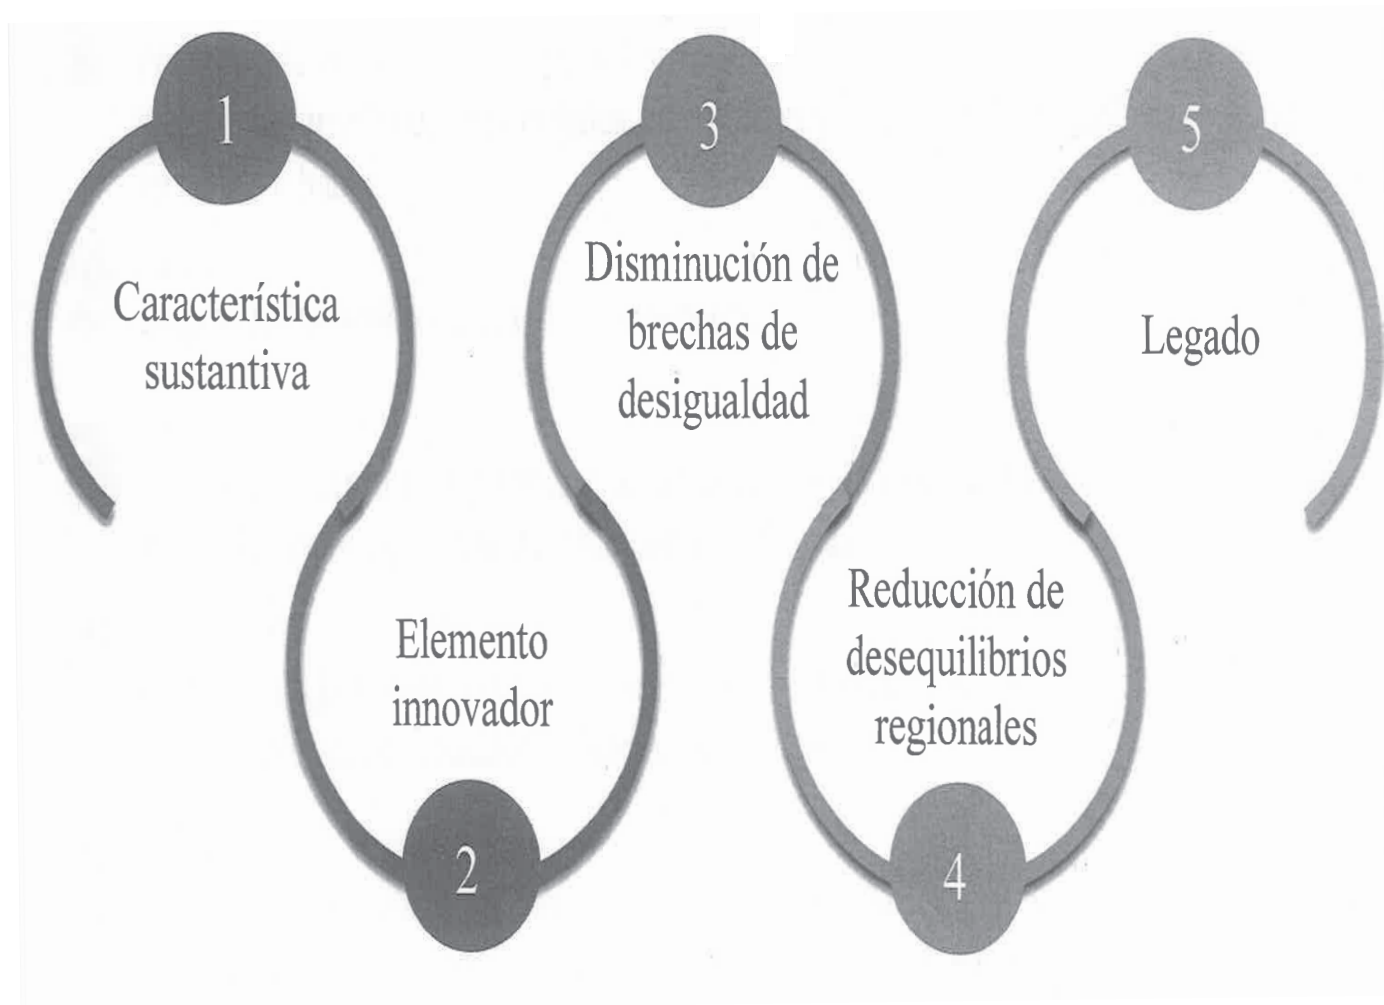 1
Característica
sustantiva
2
Elemento
innovador
3
Disminución de
brechas de
desigualdad
4
Reducción de
desequilibrios
regionales
5
Legado